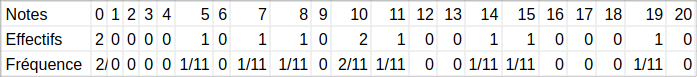 Notes 0 1 2 3 4 5 6 7 8 9 10 11 12 13 14 15 16 17 18 19 20
Effectifs 2 0 0 0 0 1 0 1 1 0 2 1 0 0 1 1 0 0 0 1 0
Fréquence 2/ 0 0 0 0 1/11 0 1/11 1/11 0 2/11 1/11 0 0 1/11 1/11 0 0 0 1/11 0